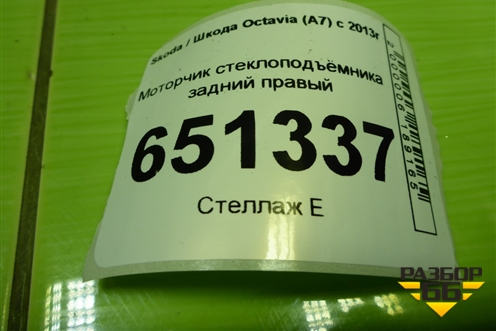 Skoda / Шкода Octavia (A7) с 2013г
Моторчик стеклоподъёмника
задний правый
651337
Стеллаж Е
РАЗБОР
66